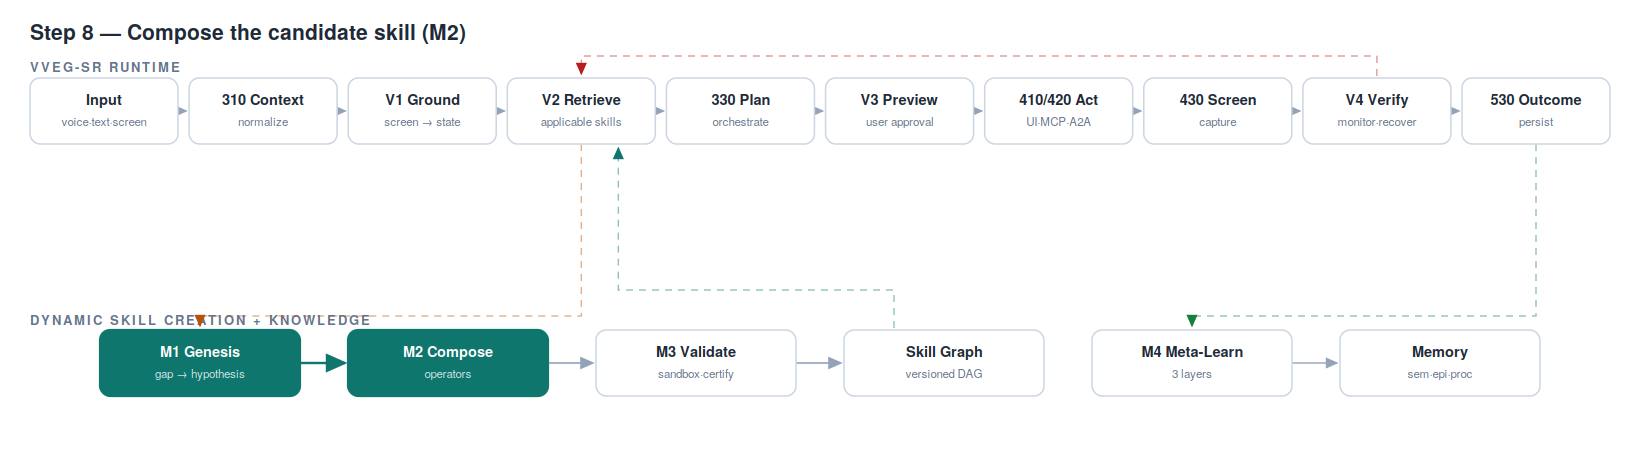 Step 8 — Compose the candidate skill (M2)
VVEG-SR RUNTIME
Input
voice·text·screen
310 Context
normalize
V1 Ground
screen → state
V2 Retrieve
applicable skills
330 Plan
orchestrate
V3 Preview
user approval
410/420 Act
UI·MCP·A2A
430 Screen
capture
V4 Verify
monitor·recover
530 Outcome
persist
DYNAMIC SKILL CREATION + KNOWLEDGE
M1 Genesis
gap → hypothesis
M2 Compose
operators
M3 Validate
sandbox·certify
Skill Graph
versioned DAG
M4 Meta-Learn
3 layers
Memory
sem·epi·proc